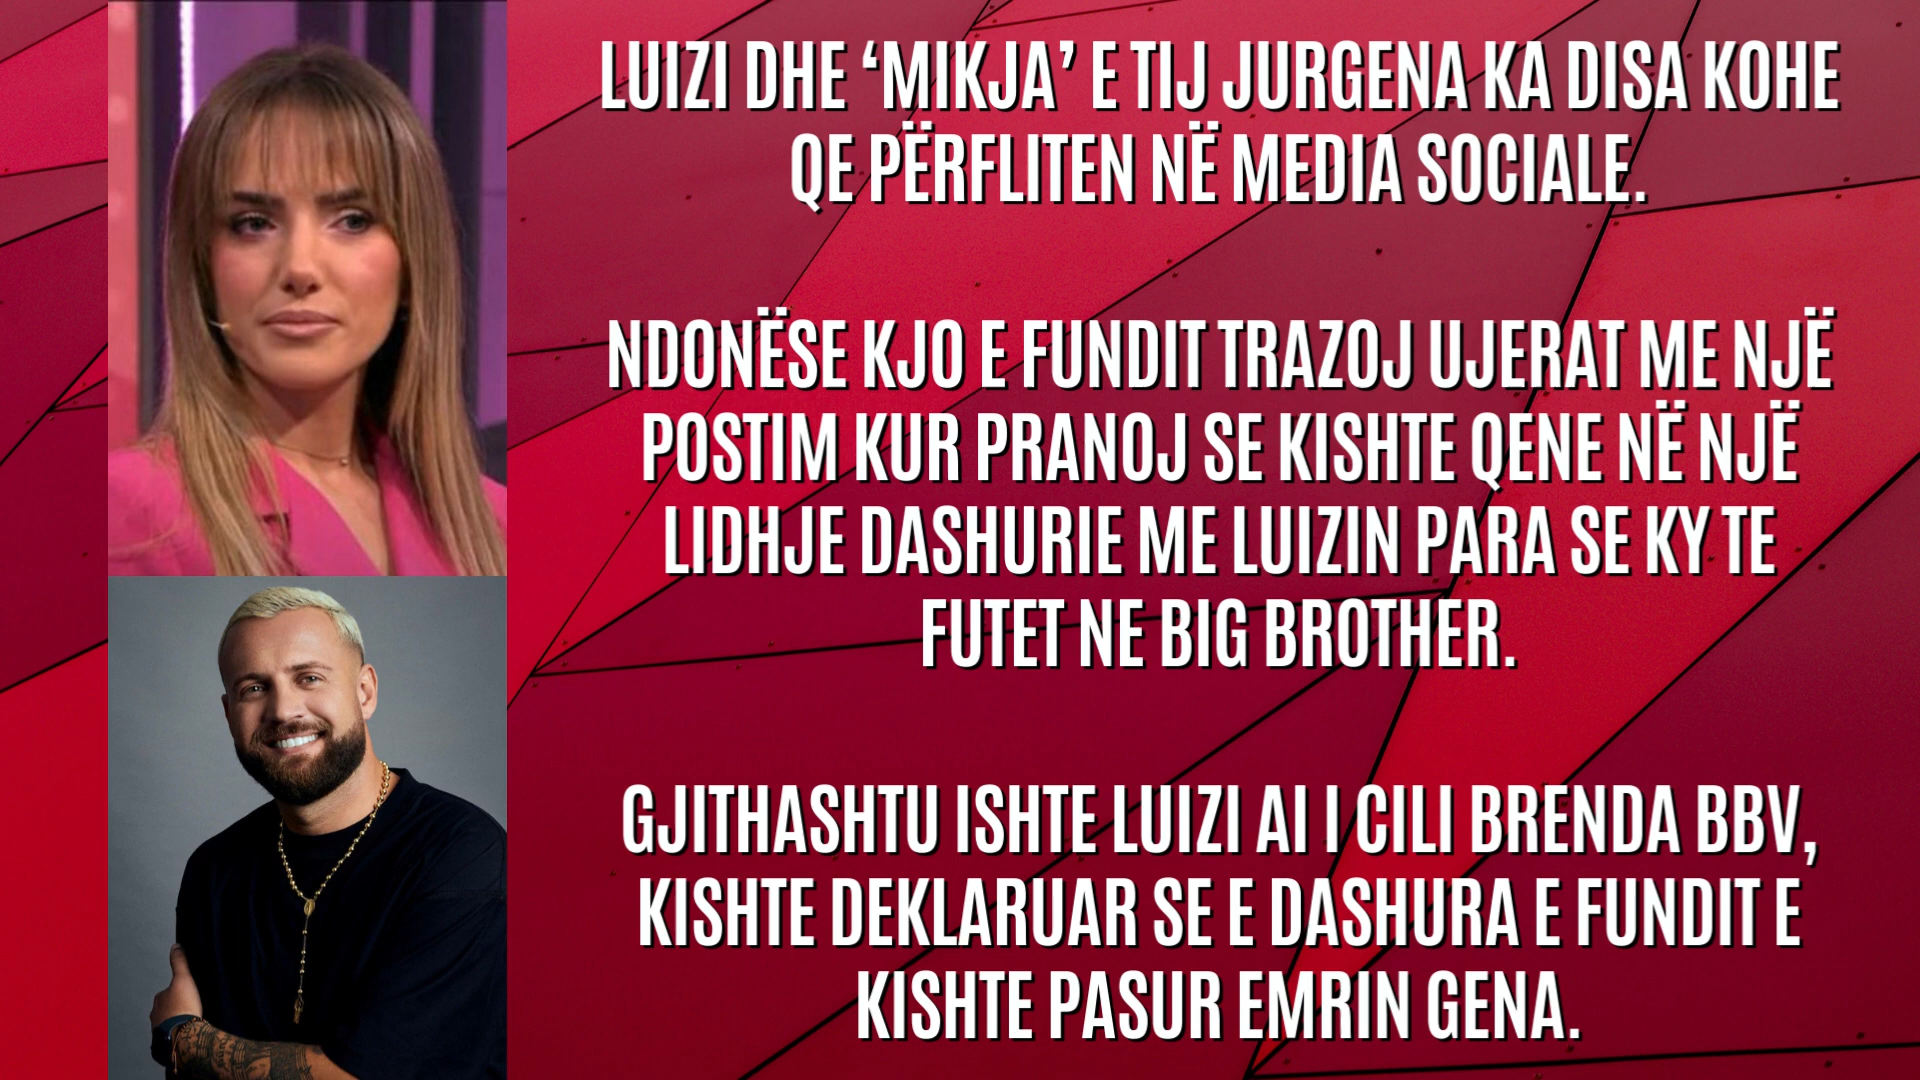 LUIZI DHE ‘MIKJA’ E TIJ JURGENA KA DISA KOHE
QE PËRFLITEN NË MEDIA SOCIALE.
NDONËSE KJO E FUNDIT TRAZOJ UJERAT ME NJË
POSTIM KUR PRANOJ SE KISHTE QENE NË NJË
LIDHJE DASHURIE ME LUIZIN PARA SE KY TE
FUTET NE BIG BROTHER.
GJITHASHTU ISHTE LUIZI AI I CILI BRENDA BBV,
KISHTE DEKLARUAR SE E DASHURA E FUNDIT E
KISHTE PASUR EMRIN GENA.